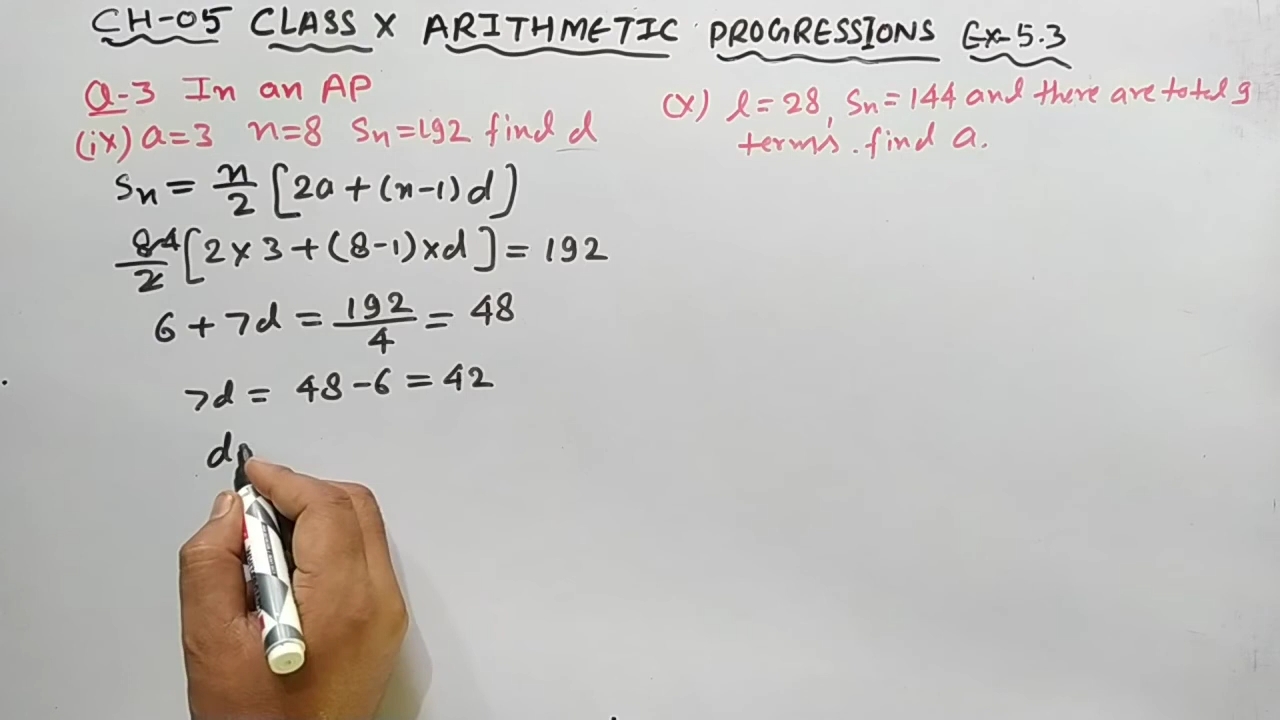 CH-05 CLASS X ARITHMETIC PROGRESSIONS Ex-5.3
Q-3 In an AP
(ix) a=3 n=8 Sn=192 find d
Sn = n/2 [2a + (n-1)d]
84/2 [2×3+(8-1)×d] = 192
6 + 7d = 192/4 = 48
7d = 48-6 = 42
d
(X) l=28, Sn=144 and there are total 9
terms. find a.